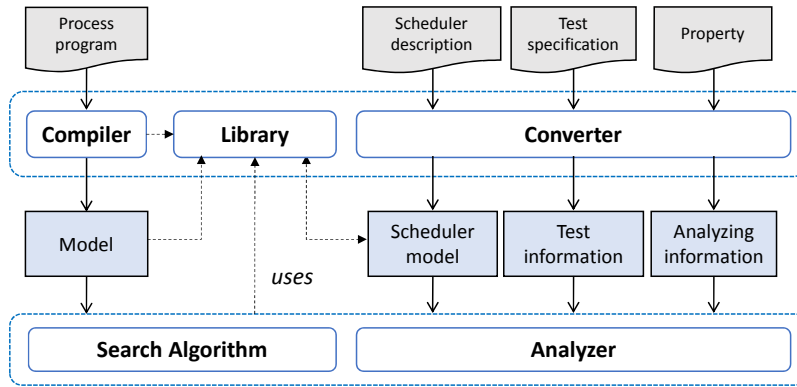 Process
program
Scheduler
description
Test
specification
Property
Compiler
Library
Converter
Model
Scheduler
model
Test
information
Analyzing
information
uses
Search Algorithm
Analyzer